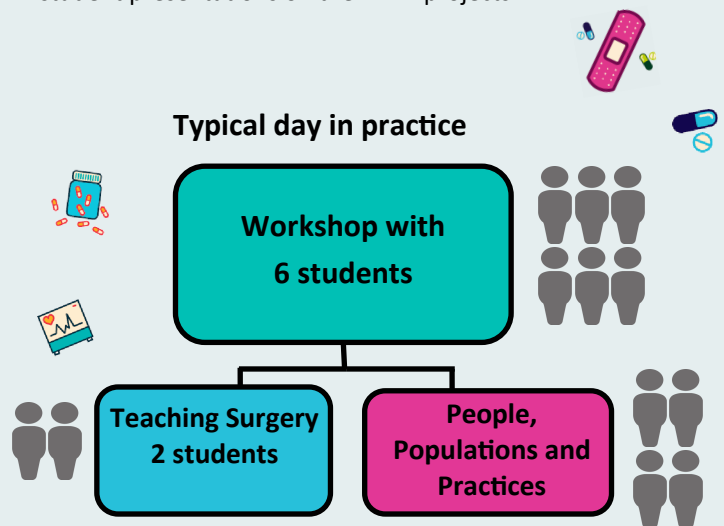 Typical day in practice
Workshop with
6 students
Teaching Surgery
2 students
People,
Populations and
Practices